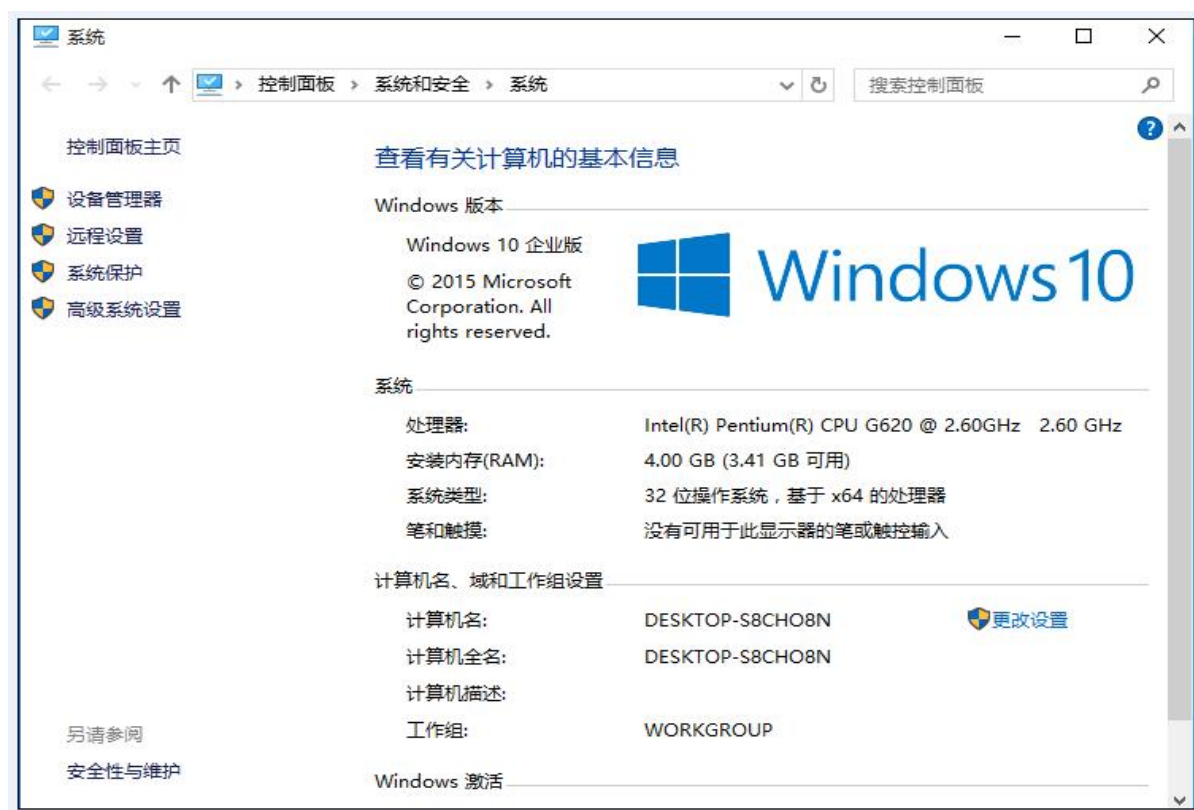 系统
控制面板 › 系统和安全 › 系统
搜索控制面板
控制面板主页
设备管理器
远程设置
系统保护
高级系统设置
另请参阅
安全性与维护
查看有关计算机的基本信息
Windows 版本
Windows 10 企业版
© 2015 Microsoft
Corporation. All
rights reserved.
Windows 10
系统
处理器: Intel(R) Pentium(R) CPU G620 @ 2.60GHz 2.60 GHz
安装内存(RAM): 4.00 GB (3.41 GB 可用)
系统类型: 32 位操作系统，基于 x64 的处理器
笔和触摸: 没有可用于此显示器的笔或触控输入
计算机名、域和工作组设置
计算机名: DESKTOP-S8CHO8N 更改设置
计算机全名: DESKTOP-S8CHO8N
计算机描述:
工作组: WORKGROUP
Windows 激活